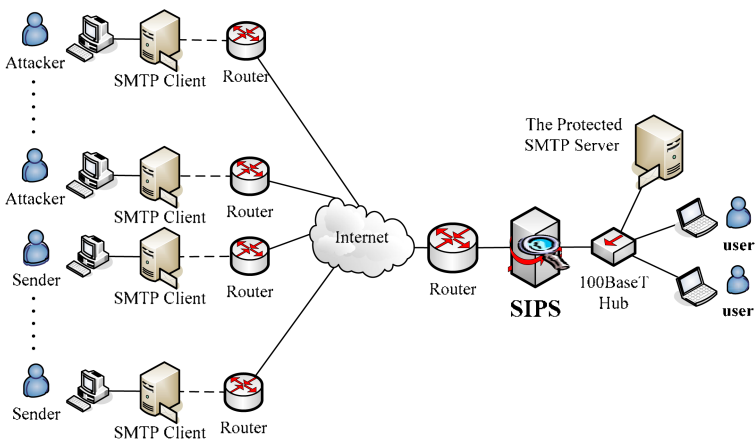 Attacker
SMTP Client
Router
Attacker
SMTP Client
Router
Sender
SMTP Client
Router
Sender
SMTP Client
Router
Internet
Router
SIPS
100BaseT
Hub
The Protected
SMTP Server
user
user